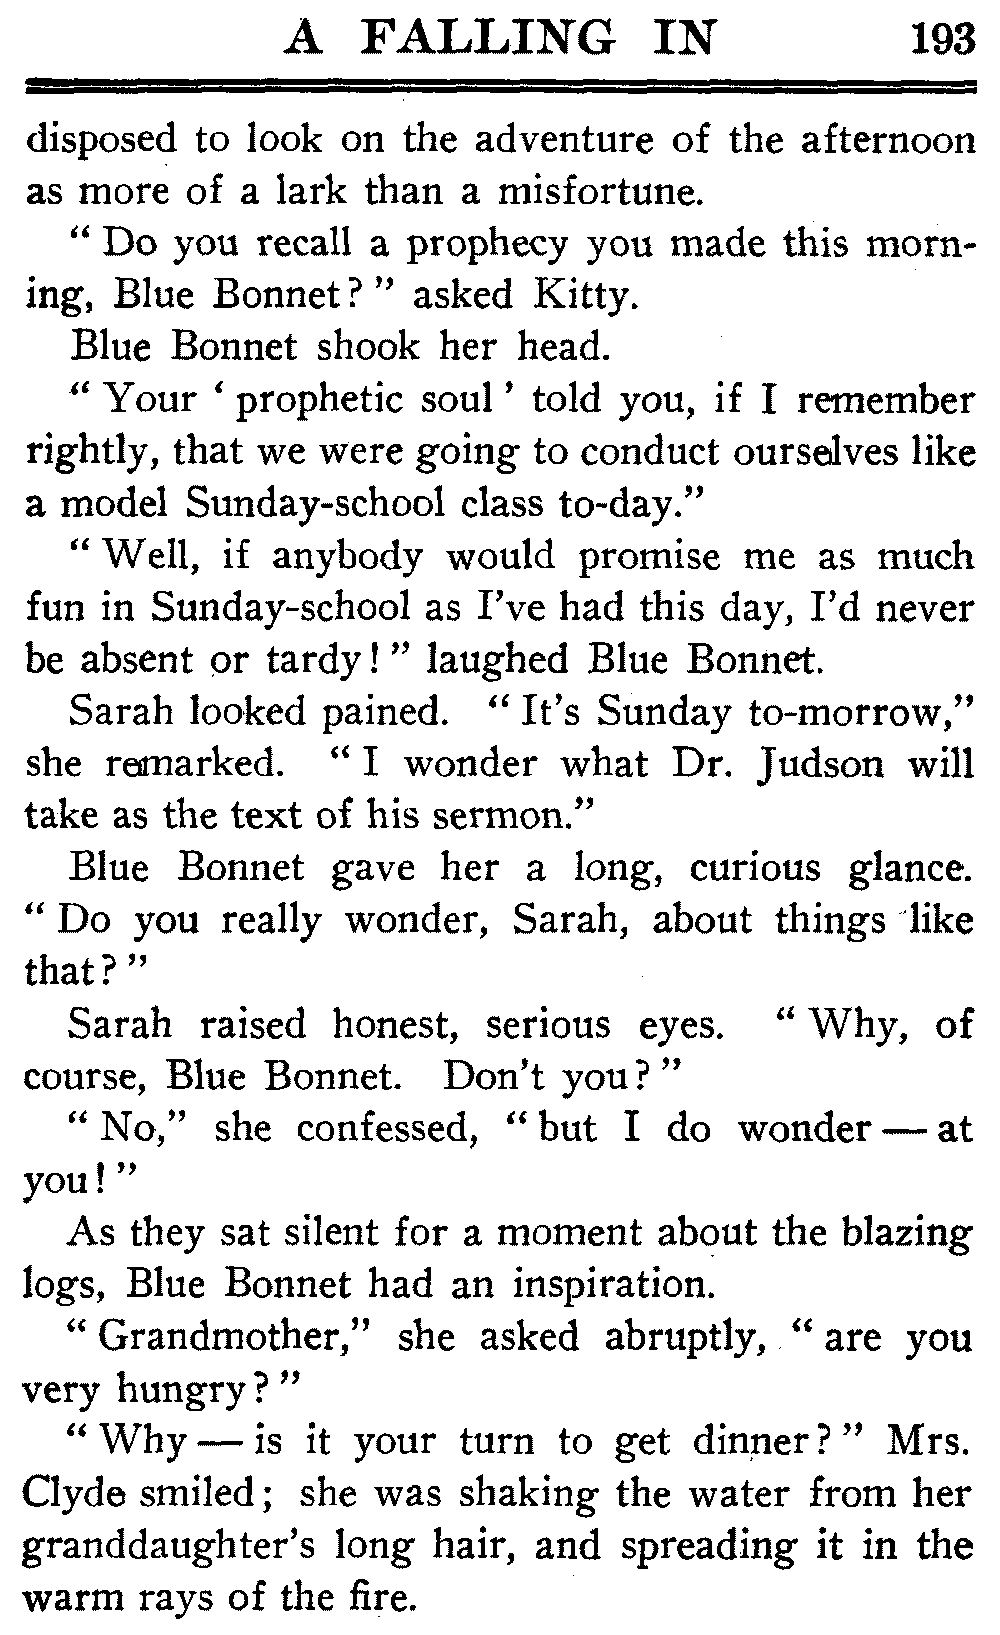 A FALLING IN 193
disposed to look on the adventure of the afternoon
as more of a lark than a misfortune.
" Do you recall a prophecy you made this morn-
ing, Blue Bonnet? " asked Kitty.
Blue Bonnet shook her head.
" Your ' prophetic soul ' told you, if I remember
rightly, that we were going to conduct ourselves like
a model Sunday-school class to-day."
" Well, if anybody would promise me as much
fun in Sunday-school as I've had this day, I'd never
be absent or tardy! " laughed Blue Bonnet.
Sarah looked pained. " It's Sunday to-morrow,"
she remarked. " I wonder what Dr. Judson will
take as the text of his sermon."
Blue Bonnet gave her a long, curious glance.
" Do you really wonder, Sarah, about things like
that? "
Sarah raised honest, serious eyes. " Why, of
course, Blue Bonnet. Don't you? "
" No," she confessed, " but I do wonder — at
you! "
As they sat silent for a moment about the blazing
logs, Blue Bonnet had an inspiration.
" Grandmother," she asked abruptly, " are you
very hungry? "
" Why — is it your turn to get dinner? " Mrs.
Clyde smiled; she was shaking the water from her
granddaughter's long hair, and spreading it in the
warm rays of the fire.